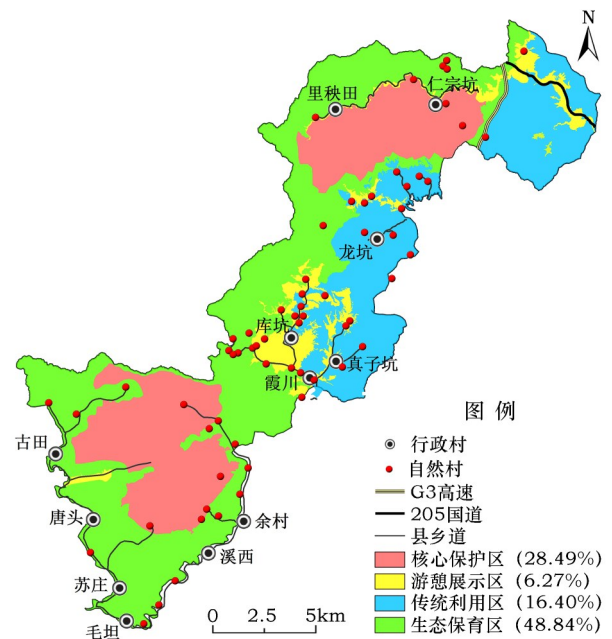 N
里秧田
仁宗坑
龙坑
库坑
真子坑
霞川
古田
唐头
余村
溪西
苏庄
毛坦
图 例
行政村
自然村
G3高速
205国道
县乡道
核心保护区 (28.49%)
游憩展示区 (6.27%)
传统利用区 (16.40%)
生态保育区 (48.84%)
0 2.5 5km